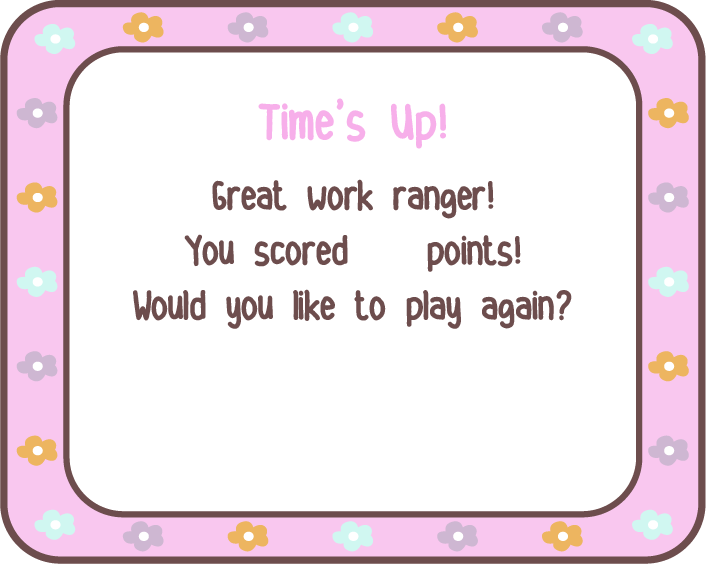 Time's Up!
Great work ranger!
You scored points!
Would you like to play again?